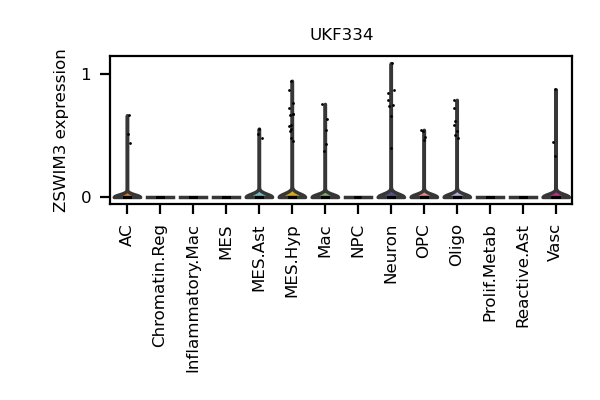 UKF334
ZSWIM3 expression
1
0
AC
Chromatin.Reg
Inflammatory.Mac
MES
MES.Ast
MES.Hyp
Mac
NPC
Neuron
OPC
Oligo
Prolif.Metab
Reactive.Ast
Vasc